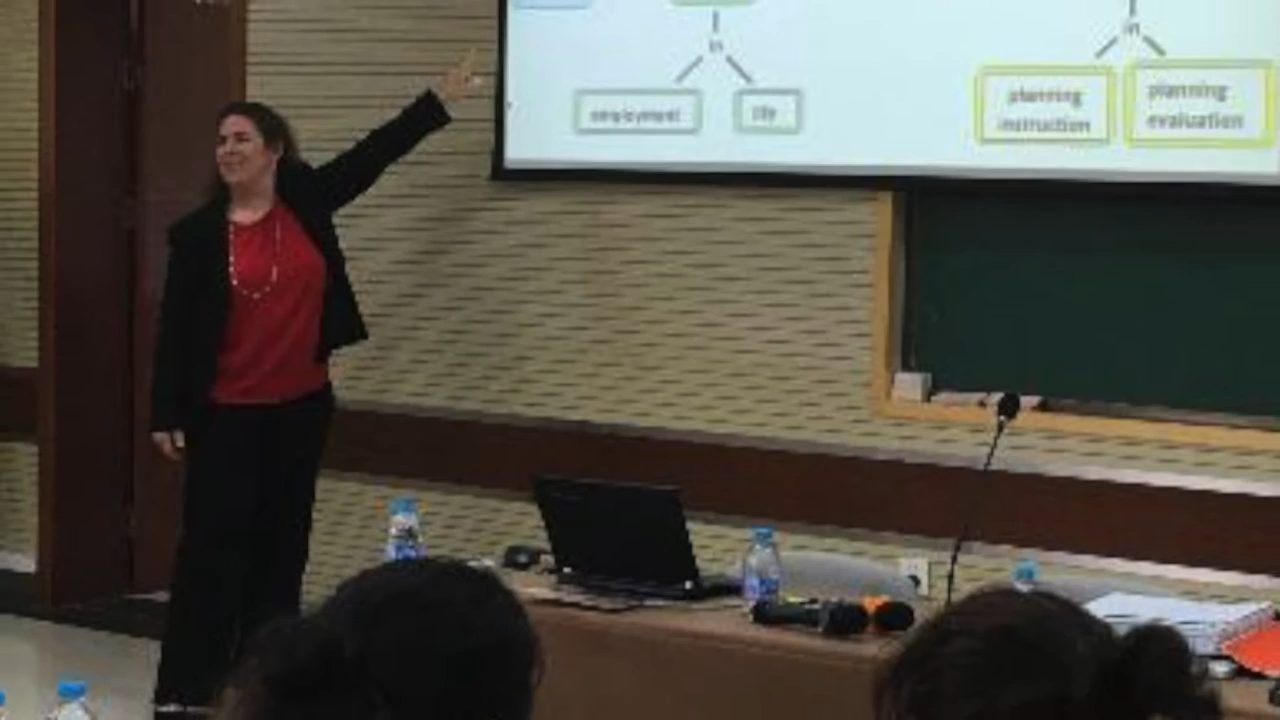 in
in
employment
life
planning
instruction
planning
evaluation